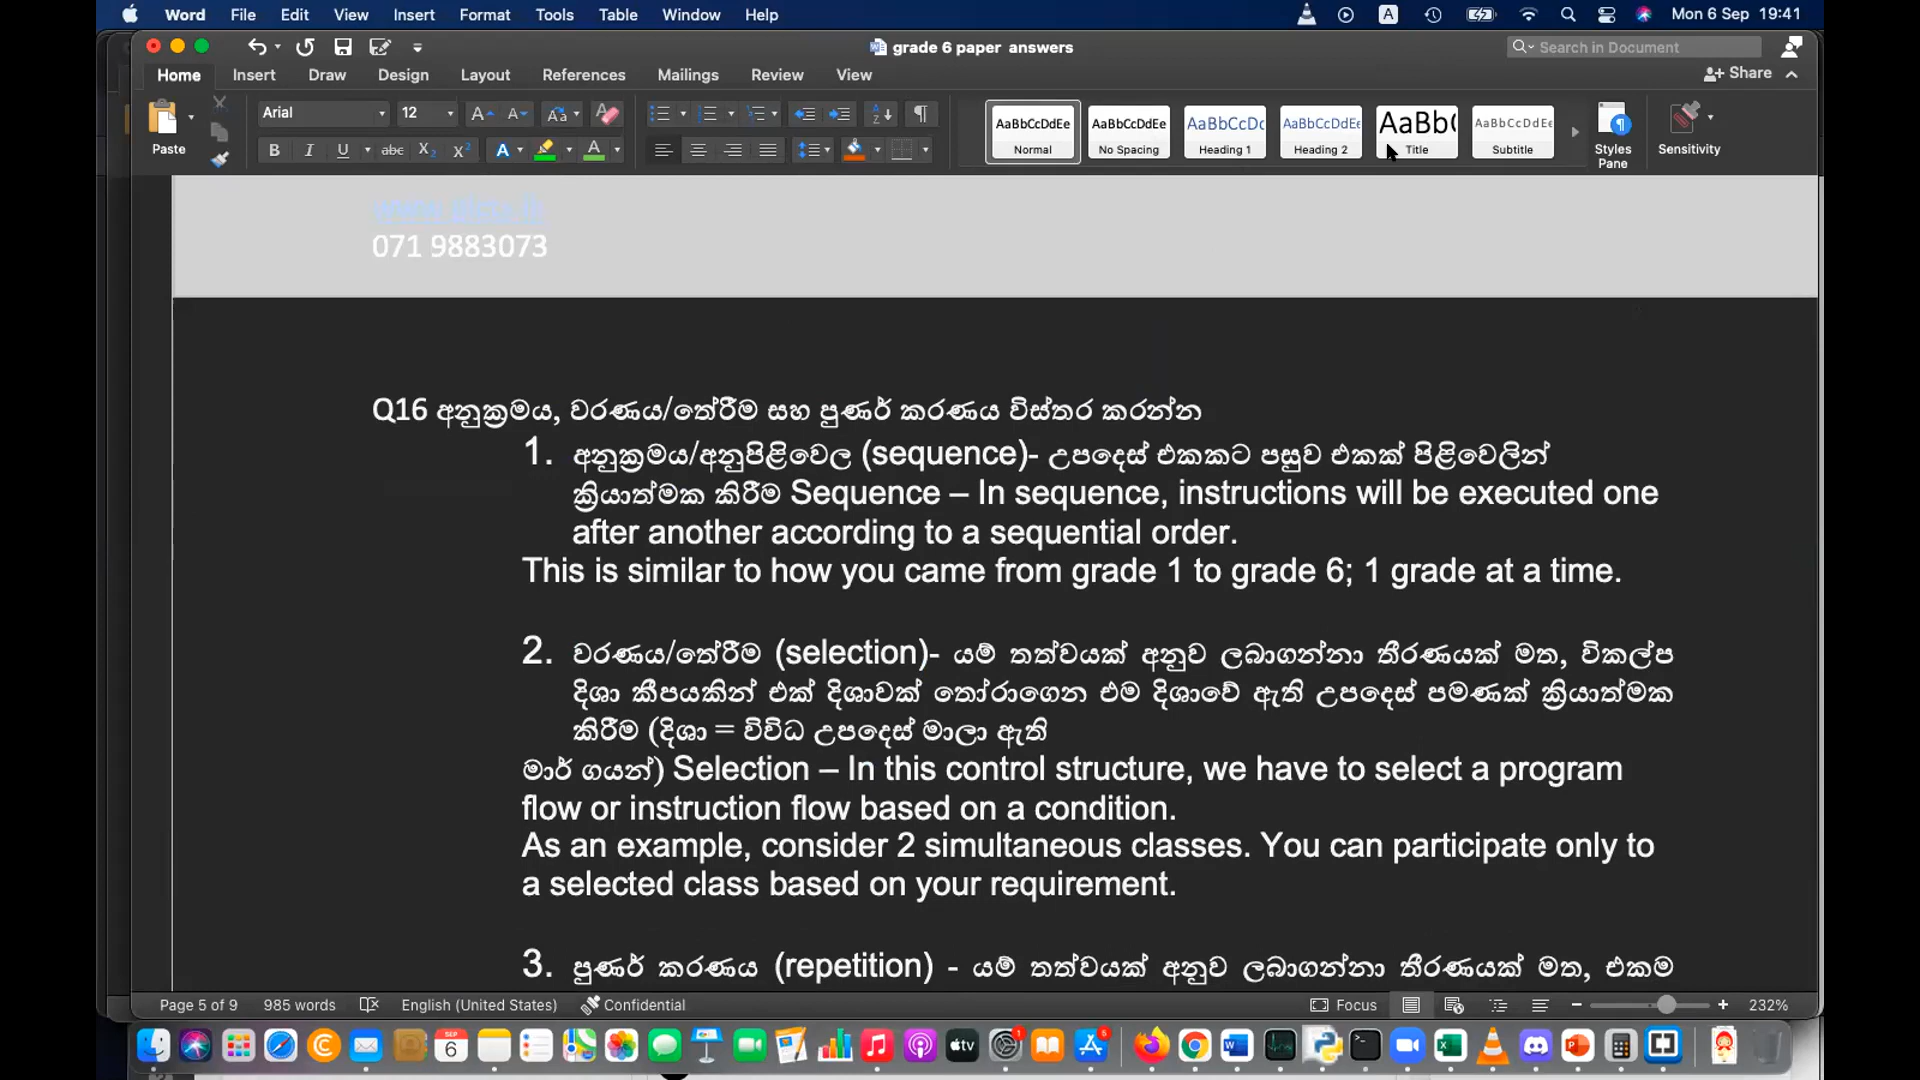 Word File Edit View Insert Format Tools Table Window Help
A Mon 6 Sep 19:41
grade 6 paper answers
Search in Document
Home Insert Draw Design Layout References Mailings Review View
Share
Paste
Arial 12
AaBbCcDdEe AaBbCcDdEe AaBbCcDc AaBbCcDdEe AaBb( AaBbCcDdEe
Normal No Spacing Heading 1 Heading 2 Title Subtitle
Styles Pane
Sensitivity
071 9883073
Q16 අනුක්‍රමය, වරණය/තේරීම සහ පුණර් කරණය විස්තර කරන්න
1. අනුක්‍රමය/අනුපිළිවෙල (sequence)- උපදෙස් එකකට පසුව එකක් පිළිවෙලින්
ක්‍රියාත්මක කිරීම Sequence – In sequence, instructions will be executed one
after another according to a sequential order.
This is similar to how you came from grade 1 to grade 6; 1 grade at a time.
2. වරණය/තේරීම (selection)- යම් තත්වයක් අනුව ලබාගන්නා තීරණයක් මත, විකල්ප
දිශා කීපයකින් එක් දිශාවක් තෝරාගෙන එම දිශාවේ ඇති උපදෙස් පමණක් ක්‍රියාත්මක
කිරීම (දිශා = විවිධ උපදෙස් මාලා ඇති
මාර් ගයන්) Selection – In this control structure, we have to select a program
flow or instruction flow based on a condition.
As an example, consider 2 simultaneous classes. You can participate only to
a selected class based on your requirement.
3. පුණර් කරණය (repetition) - යම් තත්වයක් අනුව ලබාගන්නා තීරණයක් මත, එකම
Page 5 of 9 985 words English (United States) Confidential Focus 232%